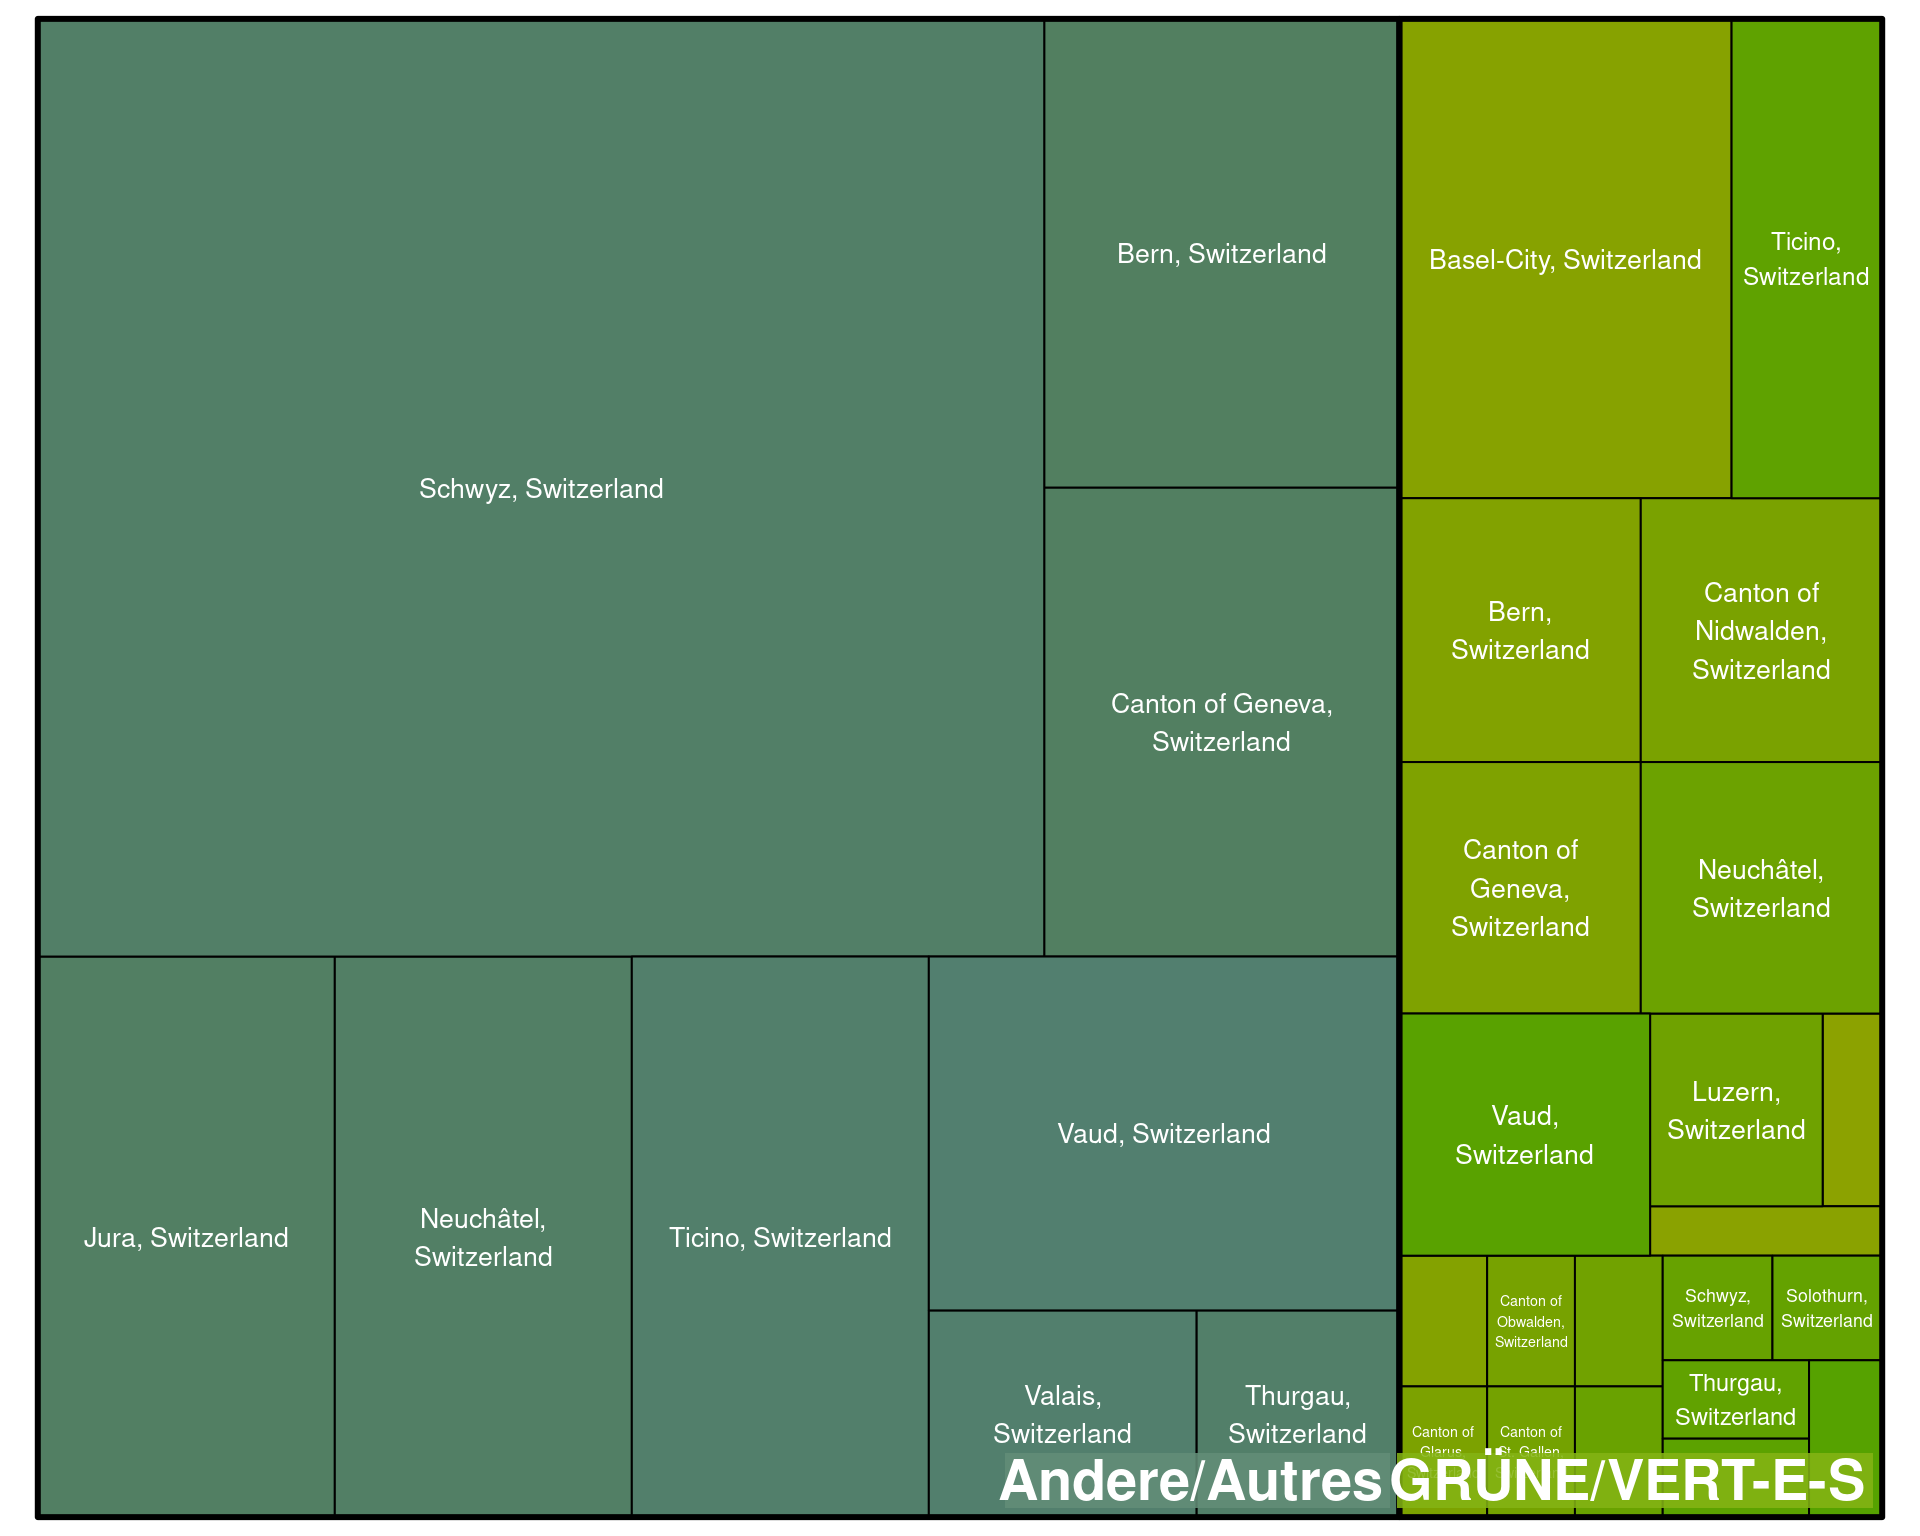 Schwyz, Switzerland
Bern, Switzerland
Canton of Geneva,
Switzerland
Jura, Switzerland
Neuchâtel,
Switzerland
Ticino, Switzerland
Vaud, Switzerland
Valais,
Switzerland
Thurgau,
Switzerland
Andere/Autres
Basel-City, Switzerland
Ticino,
Switzerland
Bern,
Switzerland
Canton of
Nidwalden,
Switzerland
Canton of
Geneva,
Switzerland
Neuchâtel,
Switzerland
Vaud,
Switzerland
Luzern,
Switzerland
Canton of
Obwalden,
Switzerland
Schwyz,
Switzerland
Solothurn,
Switzerland
Thurgau,
Switzerland
Canton of
Glarus,
Canton of
St. Gallen,
GRÜNE/VERT-E-S